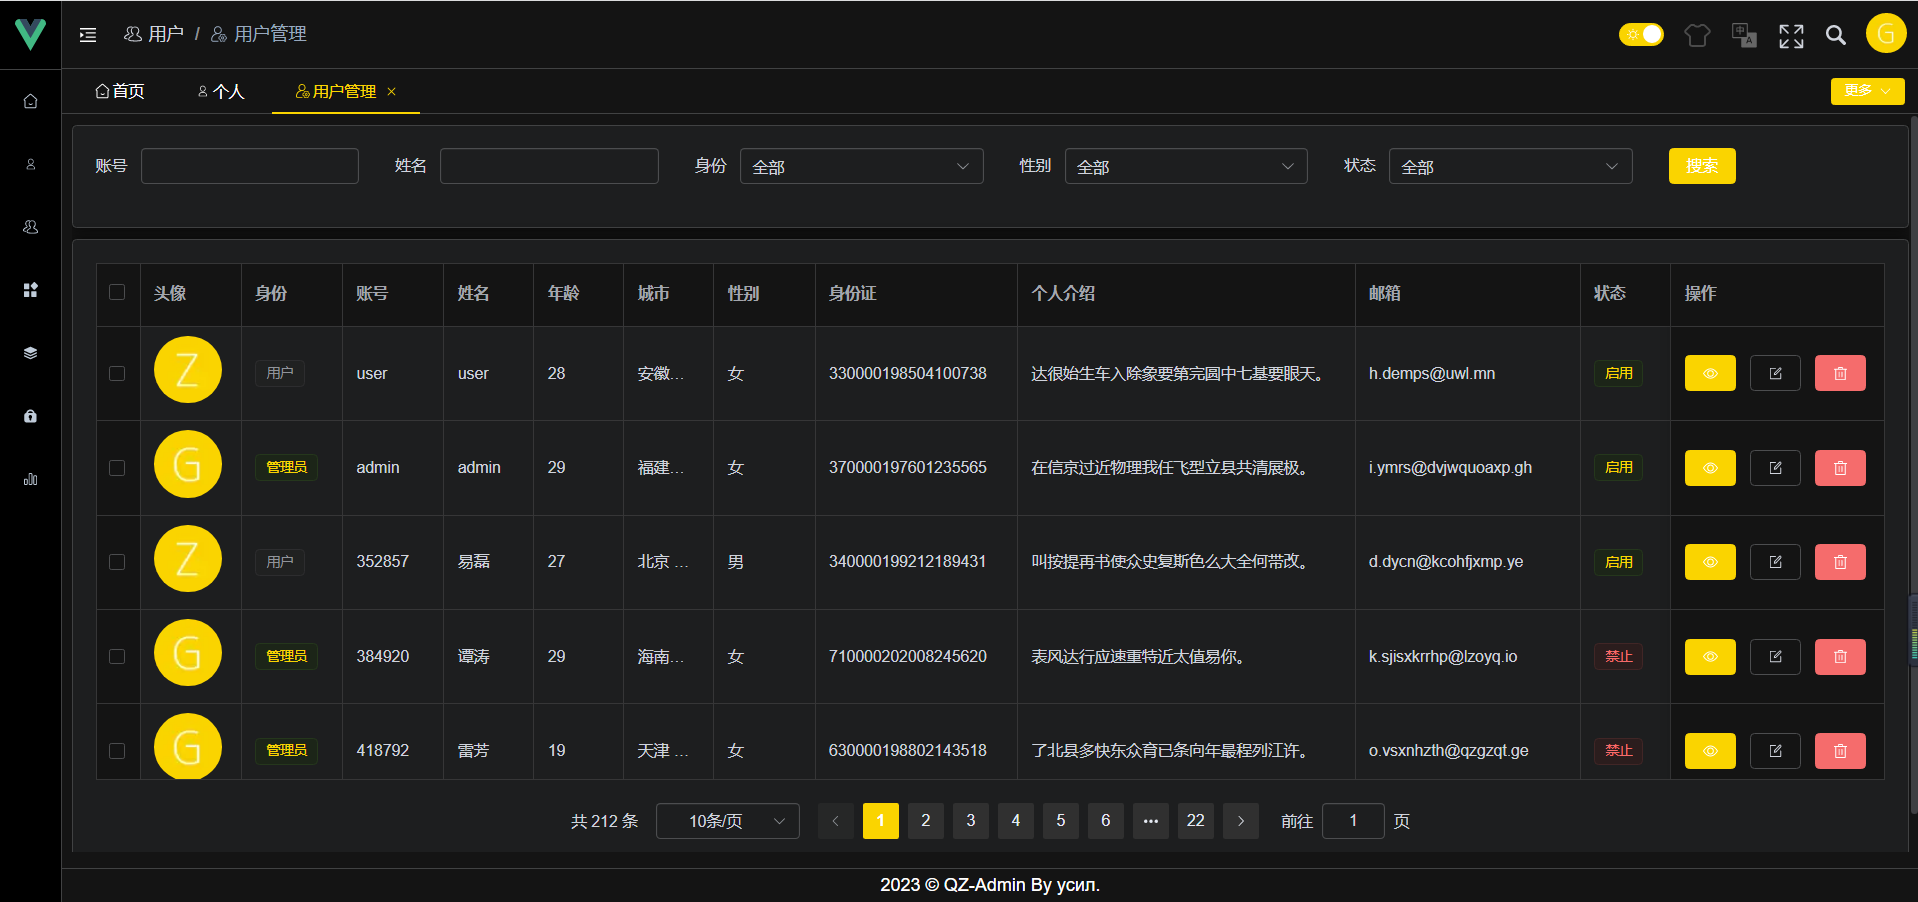 用户 / 用户管理
G
首页 个人 用户管理 ×
更多
账号 姓名 身份 全部 性别 全部 状态 全部 搜索
头像 身份 账号 姓名 年龄 城市 性别 身份证 个人介绍 邮箱 状态 操作
Z 用户 user user 28 安徽... 女 330000198504100738 达很始生车入除象要第完圆中七基要眼天。 h.demps@uwl.mn 启用
G 管理员 admin admin 29 福建... 女 370000197601235565 在信京过近物理我任飞型立县共清展极。 i.ymrs@dvjwquoaxp.gh 启用
Z 用户 352857 易磊 27 北京 ... 男 340000199212189431 叫按提再书使众史复斯色么大全何带改。 d.dycn@kcohfjxmp.ye 启用
G 管理员 384920 谭涛 29 海南... 女 710000202008245620 表风达行应速重特近太值易你。 k.sjisxkrrhp@lzoyq.io 禁止
G 管理员 418792 雷芳 19 天津 ... 女 630000198802143518 了北县多快东众育已条向年最程列江许。 o.vsxnhzth@qzgzqt.ge 禁止
共 212 条 10条/页 1 2 3 4 5 6 ... 22 前往 1 页
2023 © QZ-Admin By усил.